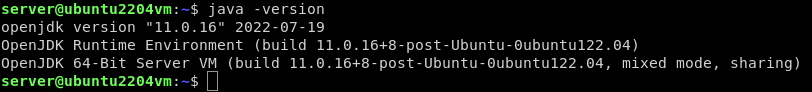 server@ubuntu2204vm:~$ java -version
openjdk version "11.0.16" 2022-07-19
OpenJDK Runtime Environment (build 11.0.16+8-post-Ubuntu-0ubuntu122.04)
OpenJDK 64-Bit Server VM (build 11.0.16+8-post-Ubuntu-0ubuntu122.04, mixed mode, sharing)
server@ubuntu2204vm:~$